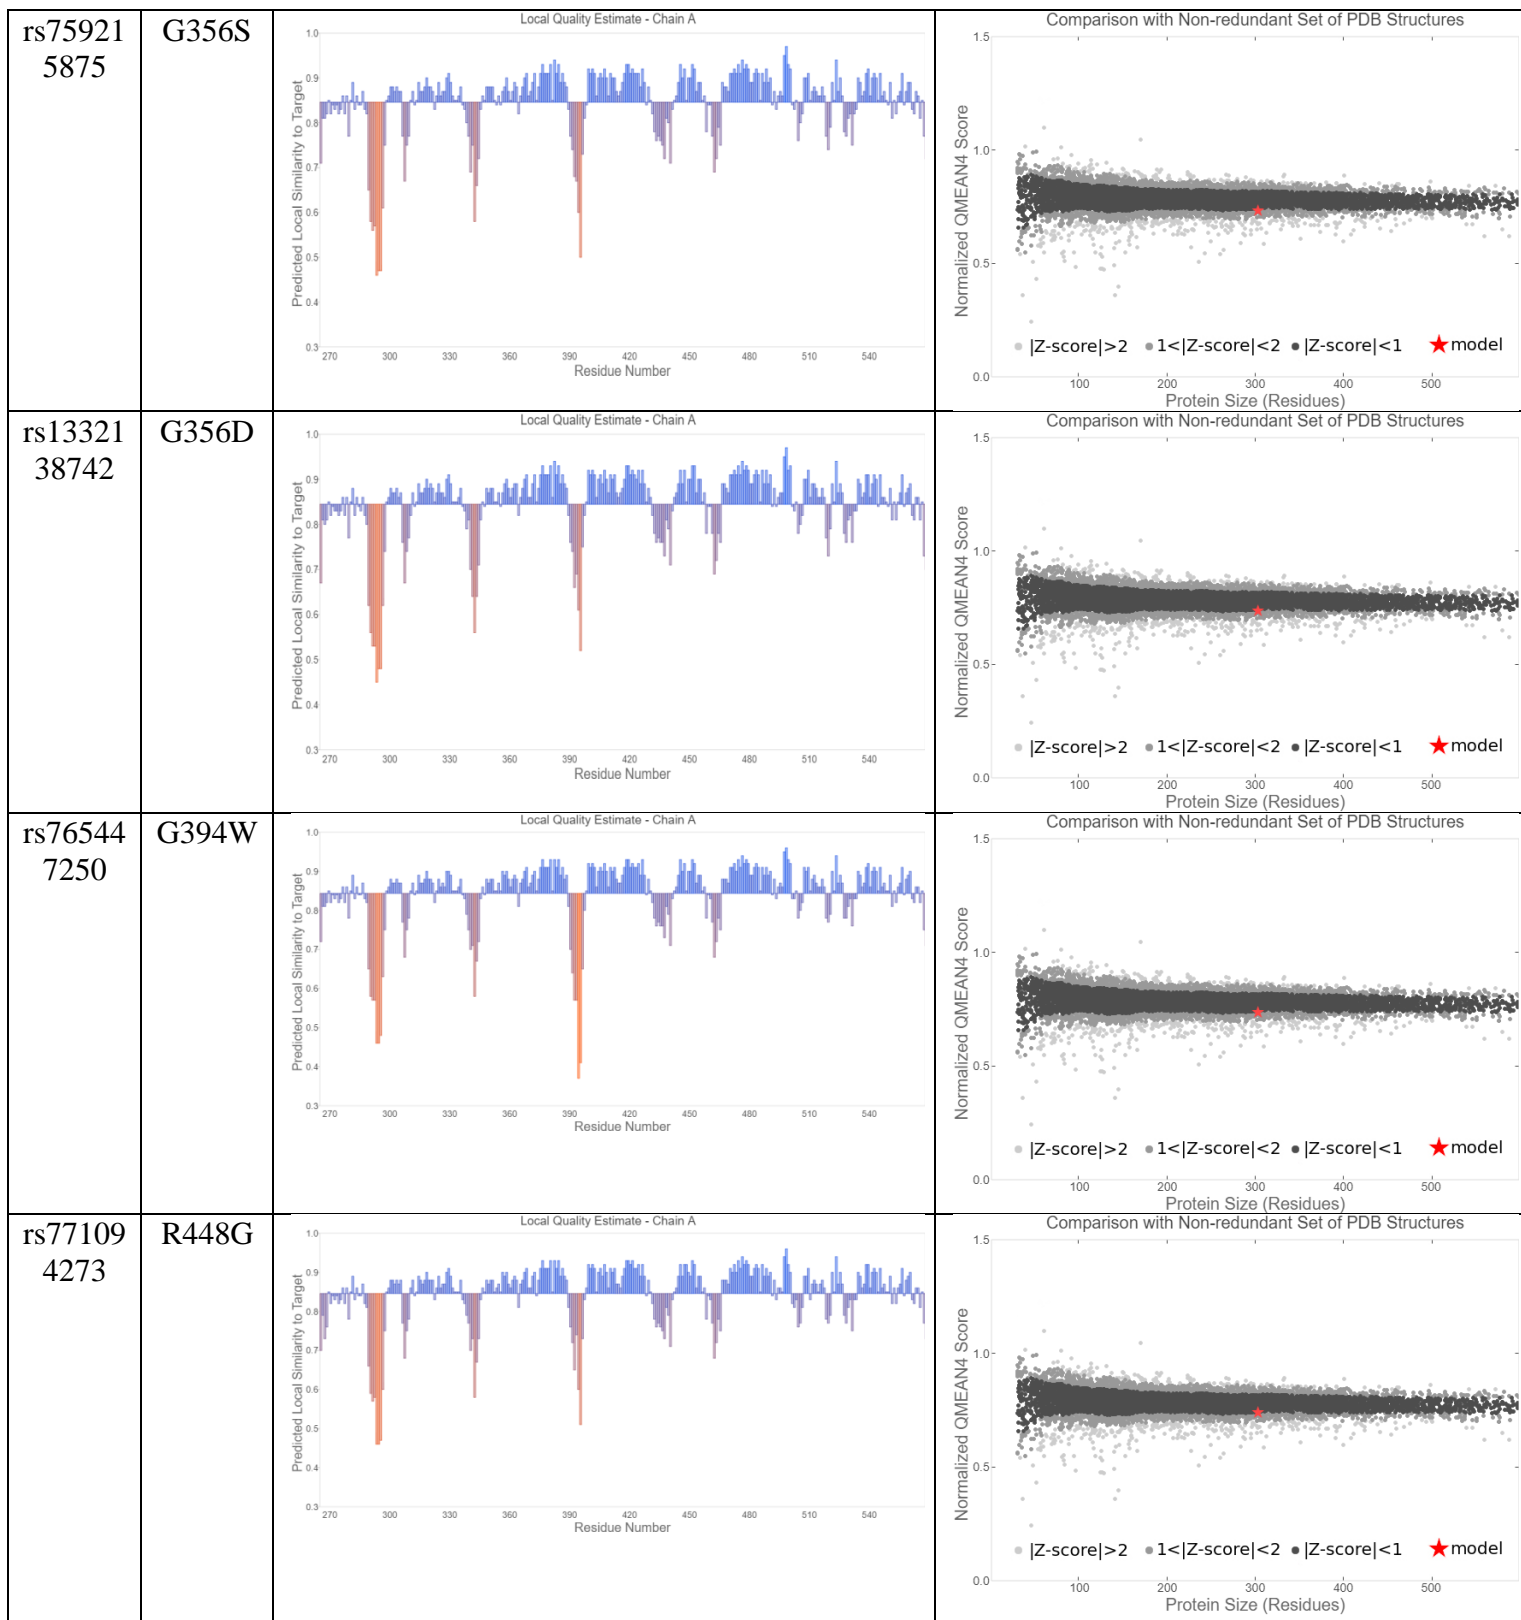 rs75921
5875
G356S
Local Quality Estimate - Chain A
Predicted Local Similarity to Target
1.0
0.9
0.8
0.7
0.6
0.5
0.4
0.3
270 300 330 360 390 420 450 480 510 540
Residue Number
Comparison with Non-redundant Set of PDB Structures
Normalized QMEAN4 Score
1.5
1.0
0.5
0.0
|Z-score|>2 1<|Z-score|<2 |Z-score|<1 model
100 200 300 400 500
Protein Size (Residues)
rs13321
38742
G356D
Local Quality Estimate - Chain A
Predicted Local Similarity to Target
1.0
0.9
0.8
0.7
0.6
0.5
0.4
0.3
270 300 330 360 390 420 450 480 510 540
Residue Number
Comparison with Non-redundant Set of PDB Structures
Normalized QMEAN4 Score
1.5
1.0
0.5
0.0
|Z-score|>2 1<|Z-score|<2 |Z-score|<1 model
100 200 300 400 500
Protein Size (Residues)
rs76544
7250
G394W
Local Quality Estimate - Chain A
Predicted Local Similarity to Target
1.0
0.9
0.8
0.7
0.6
0.5
0.4
0.3
270 300 330 360 390 420 450 480 510 540
Residue Number
Comparison with Non-redundant Set of PDB Structures
Normalized QMEAN4 Score
1.5
1.0
0.5
0.0
|Z-score|>2 1<|Z-score|<2 |Z-score|<1 model
100 200 300 400 500
Protein Size (Residues)
rs77109
4273
R448G
Local Quality Estimate - Chain A
Predicted Local Similarity to Target
1.0
0.9
0.8
0.7
0.6
0.5
0.4
0.3
270 300 330 360 390 420 450 480 510 540
Residue Number
Comparison with Non-redundant Set of PDB Structures
Normalized QMEAN4 Score
1.5
1.0
0.5
0.0
|Z-score|>2 1<|Z-score|<2 |Z-score|<1 model
100 200 300 400 500
Protein Size (Residues)